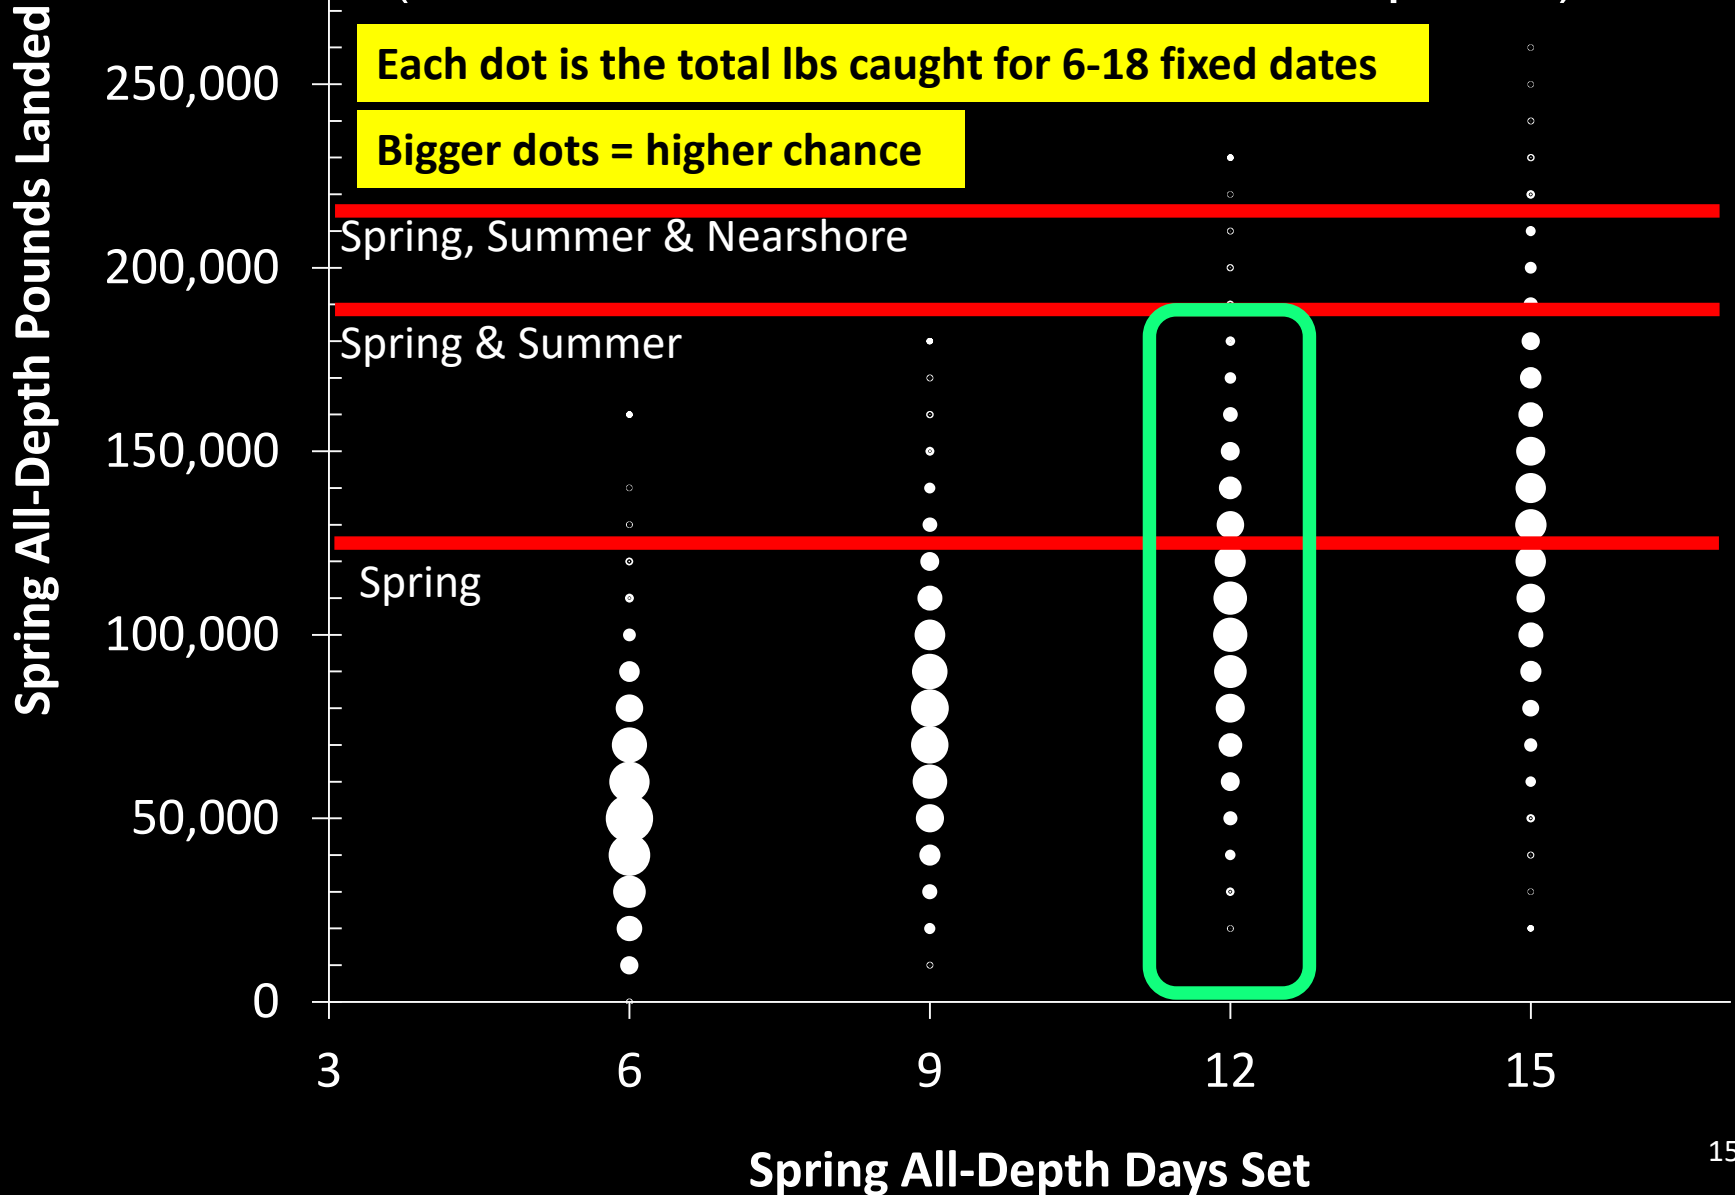 Each dot is the total lbs caught for 6-18 fixed dates
Bigger dots = higher chance
Spring All-Depth Pounds Landed
250,000
200,000
150,000
100,000
50,000
0
Spring, Summer & Nearshore
Spring & Summer
Spring
3 6 9 12 15
Spring All-Depth Days Set
15